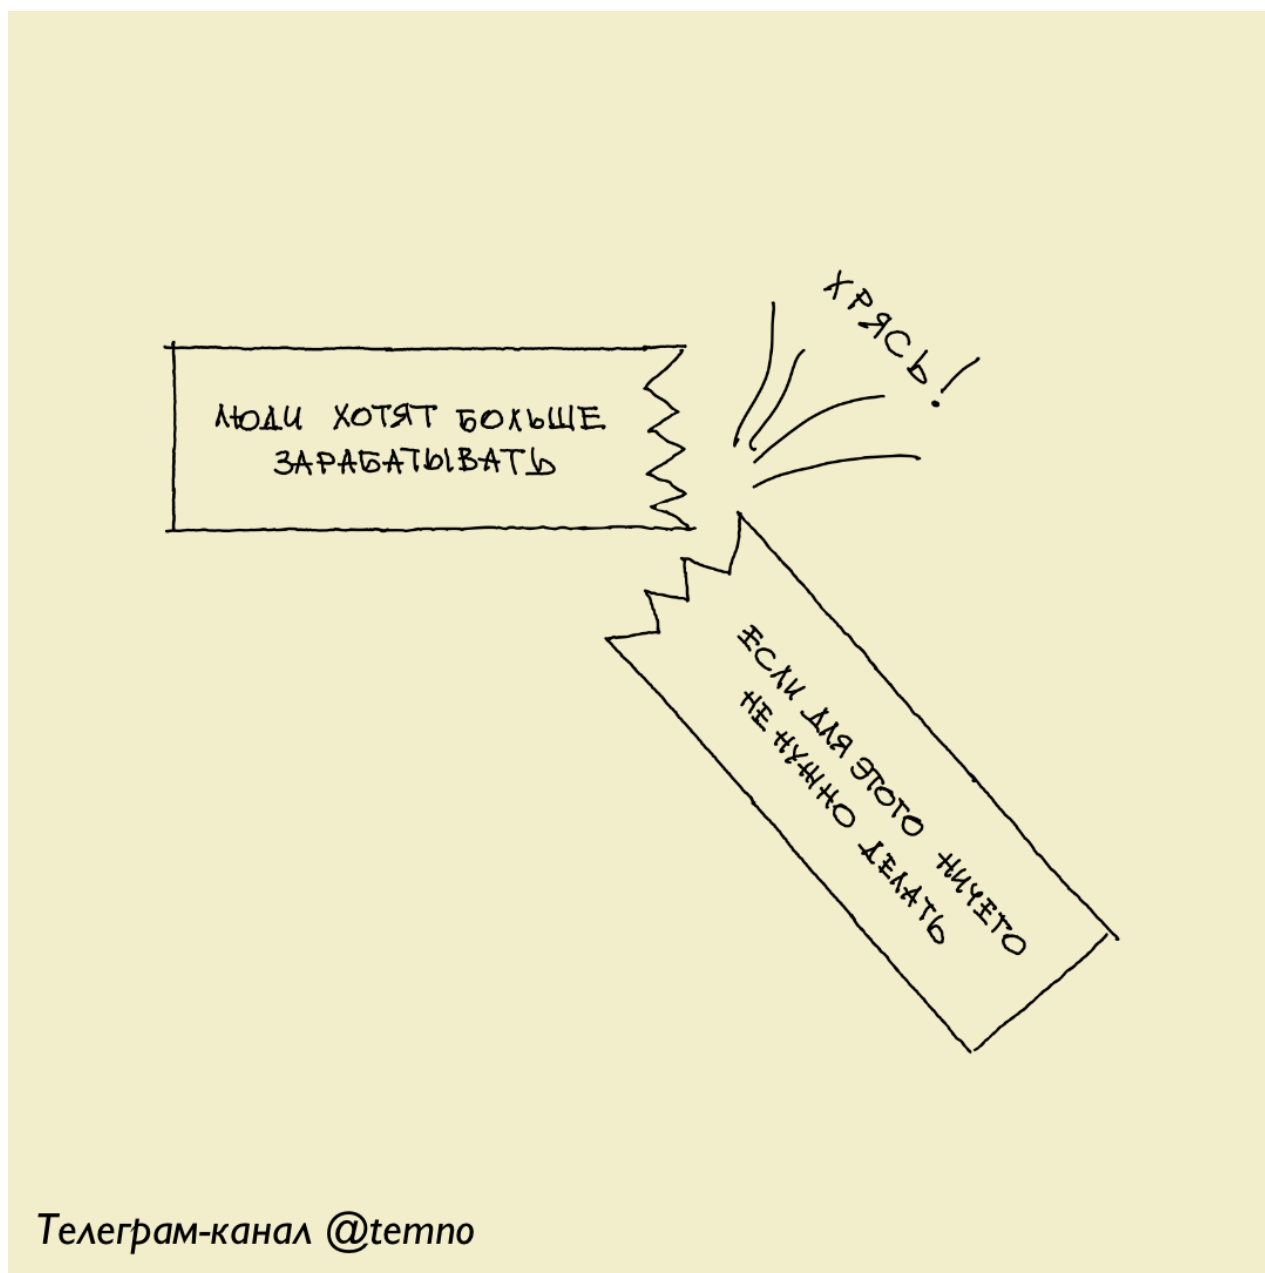 ХРЯСЬ!
ЛЮДИ ХОТЯТ БОЛЬШЕ
ЗАРАБАТЫВАТЬ
ЕСЛИ ДЛЯ ЭТОГО НИЧЕГО
НЕ НУЖНО ДЕЛАТЬ
Телеграм-канал @temno